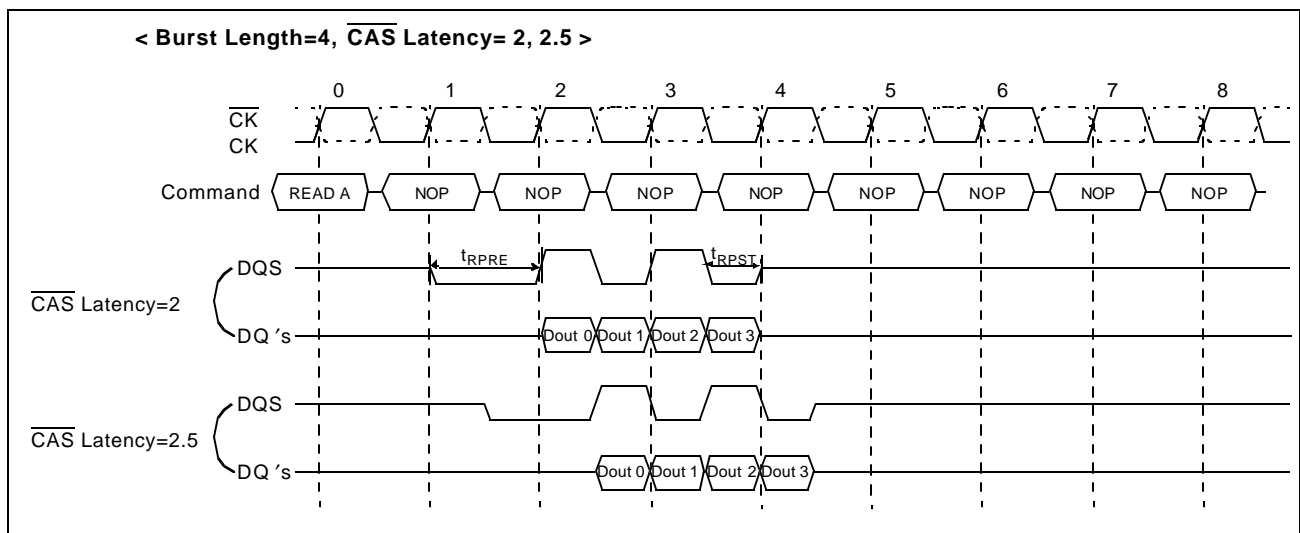 < Burst Length=4, CAS Latency= 2, 2.5 >
0 1 2 3 4 5 6 7 8
CK
CK
Command READ A NOP NOP NOP NOP NOP NOP NOP NOP
DQS tRPRE tRPST
CAS Latency=2
DQ 's Dout 0 Dout 1 Dout 2 Dout 3
DQS
CAS Latency=2.5
DQ 's Dout 0 Dout 1 Dout 2 Dout 3